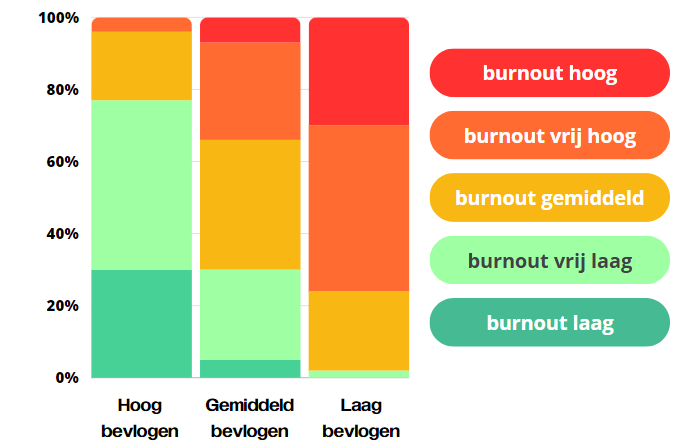 100%
80%
60%
40%
20%
0%
Hoog
bevlogen
Gemiddeld
bevlogen
Laag
bevlogen
burnout hoog
burnout vrij hoog
burnout gemiddeld
burnout vrij laag
burnout laag